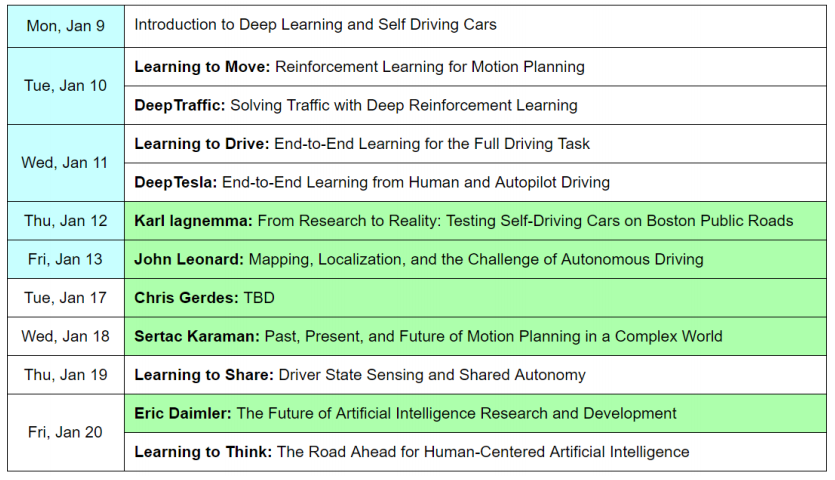 Mon, Jan 9 Introduction to Deep Learning and Self Driving Cars
Tue, Jan 10 Learning to Move: Reinforcement Learning for Motion Planning
DeepTraffic: Solving Traffic with Deep Reinforcement Learning
Wed, Jan 11 Learning to Drive: End-to-End Learning for the Full Driving Task
DeepTesla: End-to-End Learning from Human and Autopilot Driving
Thu, Jan 12 Karl Iagnemma: From Research to Reality: Testing Self-Driving Cars on Boston Public Roads
Fri, Jan 13 John Leonard: Mapping, Localization, and the Challenge of Autonomous Driving
Tue, Jan 17 Chris Gerdes: TBD
Wed, Jan 18 Sertac Karaman: Past, Present, and Future of Motion Planning in a Complex World
Thu, Jan 19 Learning to Share: Driver State Sensing and Shared Autonomy
Fri, Jan 20 Eric Daimler: The Future of Artificial Intelligence Research and Development
Learning to Think: The Road Ahead for Human-Centered Artificial Intelligence